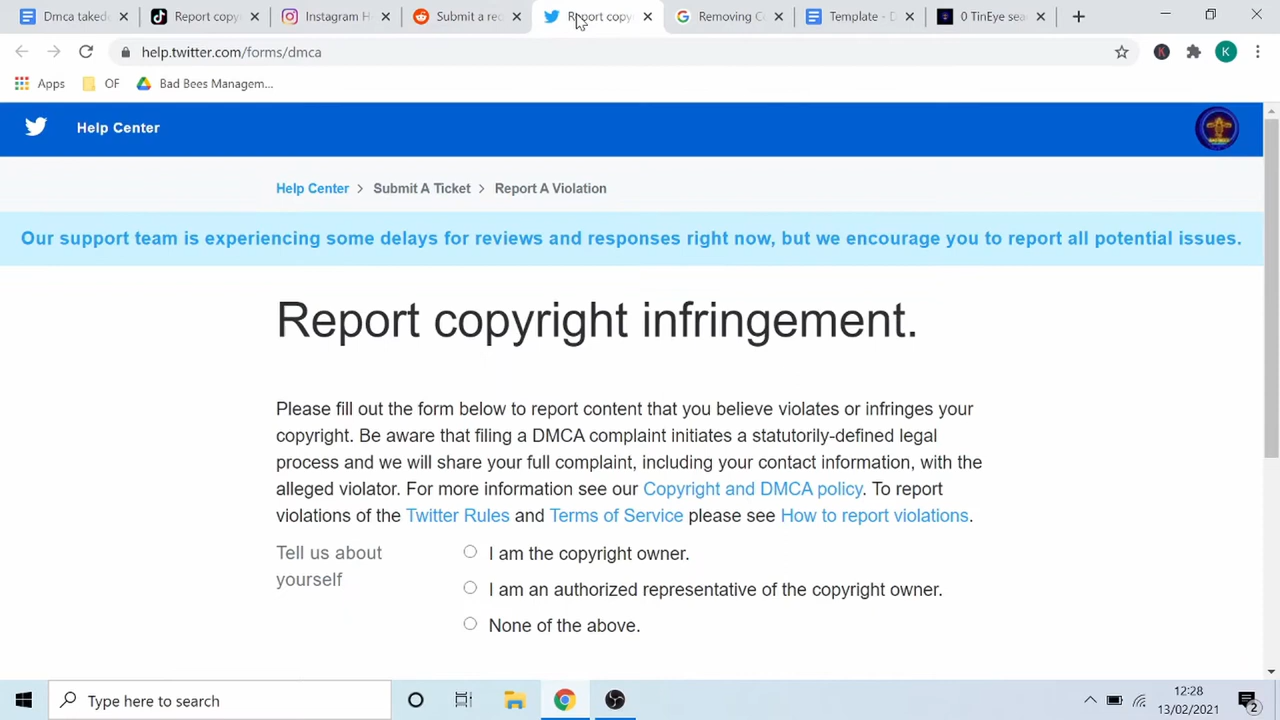 Dmca taked
Report copy
Instagram H
Submit a rec
Report copy
Removing Co
Template - D
0 TinEye sea
help.twitter.com/forms/dmca
K
K
Apps
OF
Bad Bees Managem...
Help Center
Help Center > Submit A Ticket > Report A Violation
Our support team is experiencing some delays for reviews and responses right now, but we encourage you to report all potential issues.
Report copyright infringement.
Please fill out the form below to report content that you believe violates or infringes your
copyright. Be aware that filing a DMCA complaint initiates a statutorily-defined legal
process and we will share your full complaint, including your contact information, with the
alleged violator. For more information see our Copyright and DMCA policy. To report
violations of the Twitter Rules and Terms of Service please see How to report violations.
Tell us about
yourself
I am the copyright owner.
I am an authorized representative of the copyright owner.
None of the above.
Type here to search
12:28
13/02/2021
2